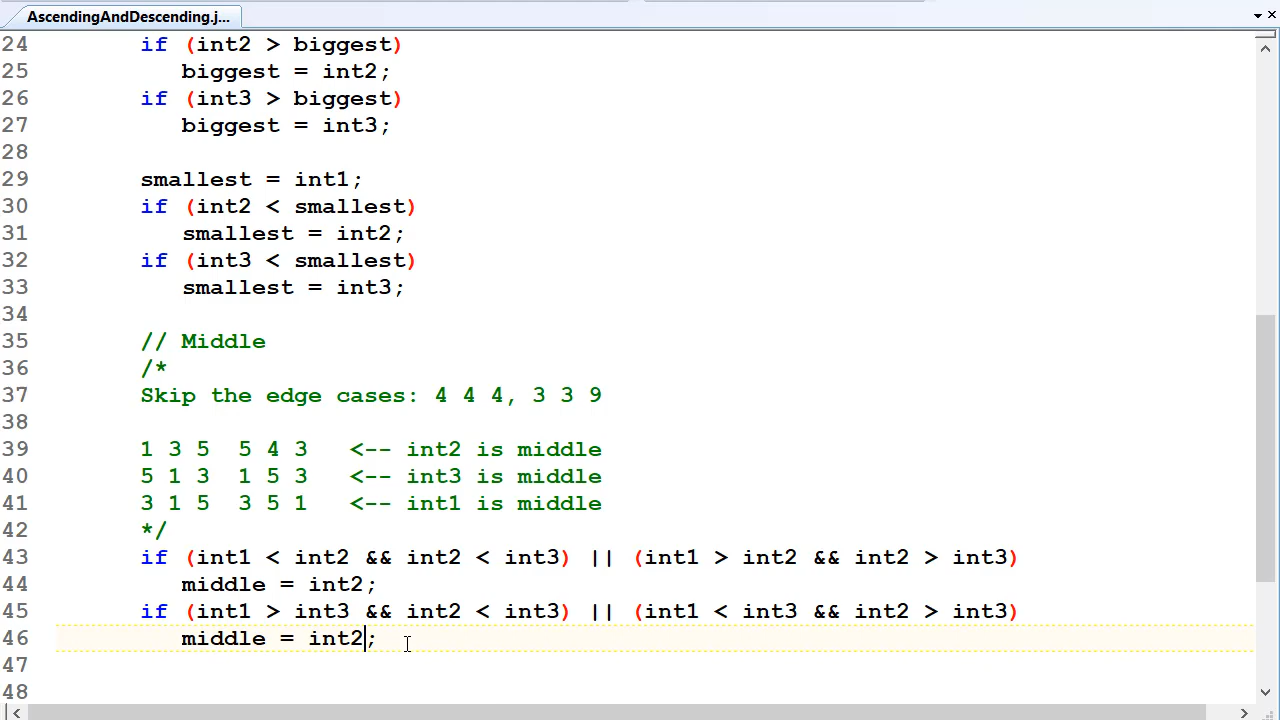 AscendingAndDescending.j...
24 if (int2 > biggest)
25 biggest = int2;
26 if (int3 > biggest)
27 biggest = int3;
28
29 smallest = int1;
30 if (int2 < smallest)
31 smallest = int2;
32 if (int3 < smallest)
33 smallest = int3;
34
35 // Middle
36 /*
37 Skip the edge cases: 4 4 4, 3 3 9
38
39 1 3 5  5 4 3   <-- int2 is middle
40 5 1 3  1 5 3   <-- int3 is middle
41 3 1 5  3 5 1   <-- int1 is middle
42 */
43 if (int1 < int2 && int2 < int3) || (int1 > int2 && int2 > int3)
44 middle = int2;
45 if (int1 > int3 && int2 < int3) || (int1 < int3 && int2 > int3)
46 middle = int2;
47
48